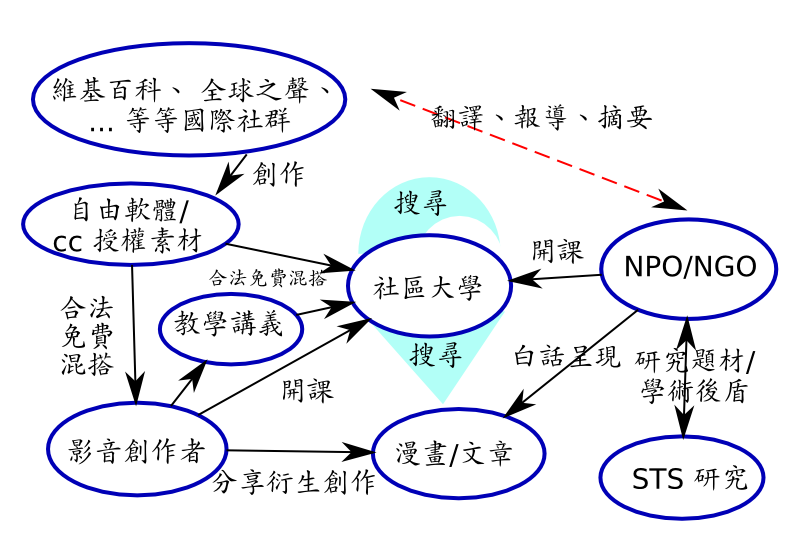 維基百科、 全球之聲、
... 等等國際社群
翻譯、報導、摘要
創作
自由軟體/
cc 授權素材
搜尋
開課
NPO/NGO
合法免費混搭
社區大學
合法
免費
混搭
教學講義
搜尋
白話呈現
研究題材/
學術後盾
開課
影音創作者
漫畫/文章
分享衍生創作
STS 研究